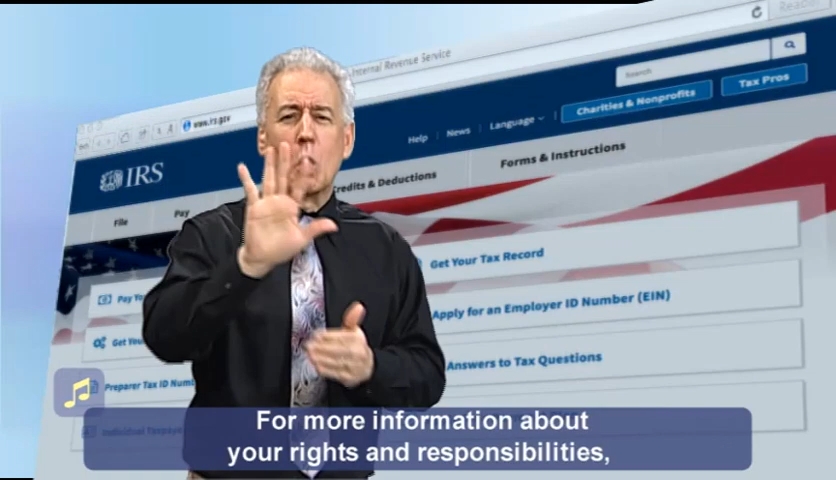 Reader
Internal Revenue Service
www.irs.gov
Search
Charities & Nonprofits
Tax Pros
Help
News
Language
IRS
File
Pay
Credits & Deductions
Forms & Instructions
Get Your Tax Record
Pay
Apply for an Employer ID Number (EIN)
Get
Answers to Tax Questions
Preparer Tax ID
For more information about
your rights and responsibilities,